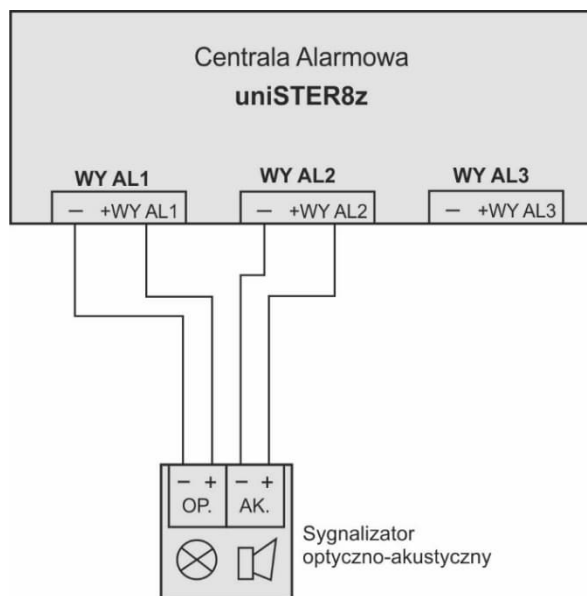 Centrala Alarmowa
uniSTER8z
WY AL1 WY AL2 WY AL3
– +WY AL1 – +WY AL2 – +WY AL3
– + – +
OP. AK.
Sygnalizator
optyczno-akustyczny